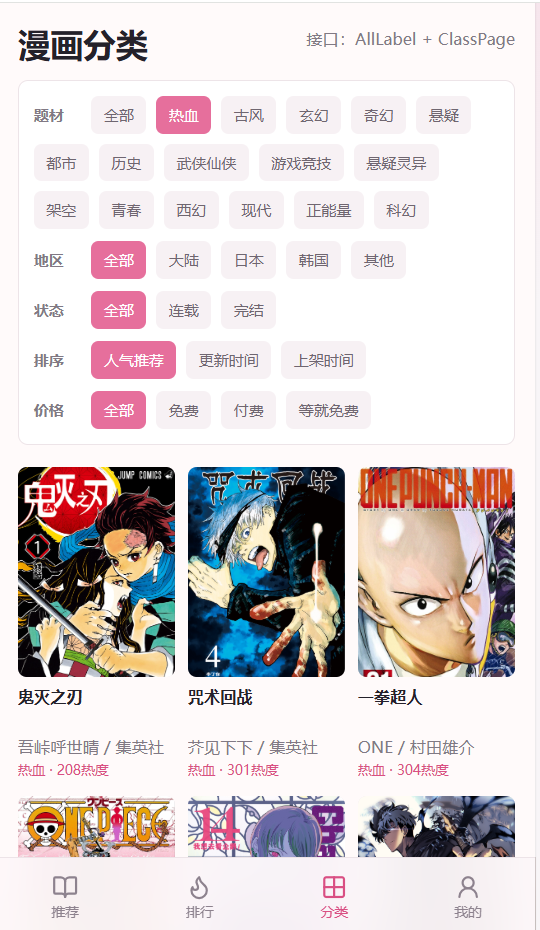 漫画分类
接口：AllLabel + ClassPage
题材 全部 热血 古风 玄幻 奇幻 悬疑
都市 历史 武侠仙侠 游戏竞技 悬疑灵异
架空 青春 西幻 现代 正能量 科幻
地区 全部 大陆 日本 韩国 其他
状态 全部 连载 完结
排序 人气推荐 更新时间 上架时间
价格 全部 免费 付费 等就免费
JUMP COMICS
鬼灭之刃
1
咒术回战
4
ONE PUNCH-MAN
鬼灭之刃 咒术回战 一拳超人
吾峠呼世晴 / 集英社 芥见下下 / 集英社 ONE / 村田雄介
热血 · 208热度 热血 · 301热度 热血 · 304热度
ワンピース
ONE PIECE
14
推荐 排行 分类 我的